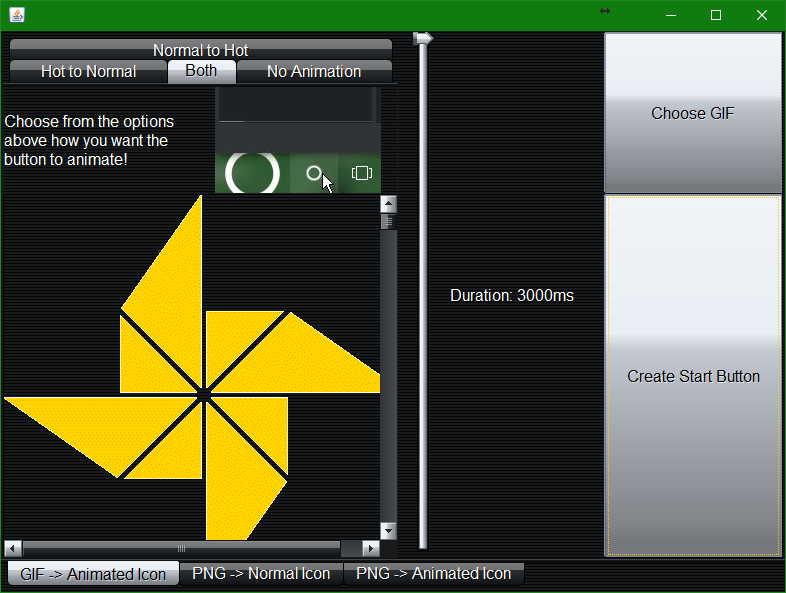 Normal to Hot
Hot to Normal
Both
No Animation
Choose from the options
above how you want the
button to animate!
Duration: 3000ms
Choose GIF
Create Start Button
GIF -> Animated Icon
PNG -> Normal Icon
PNG -> Animated Icon